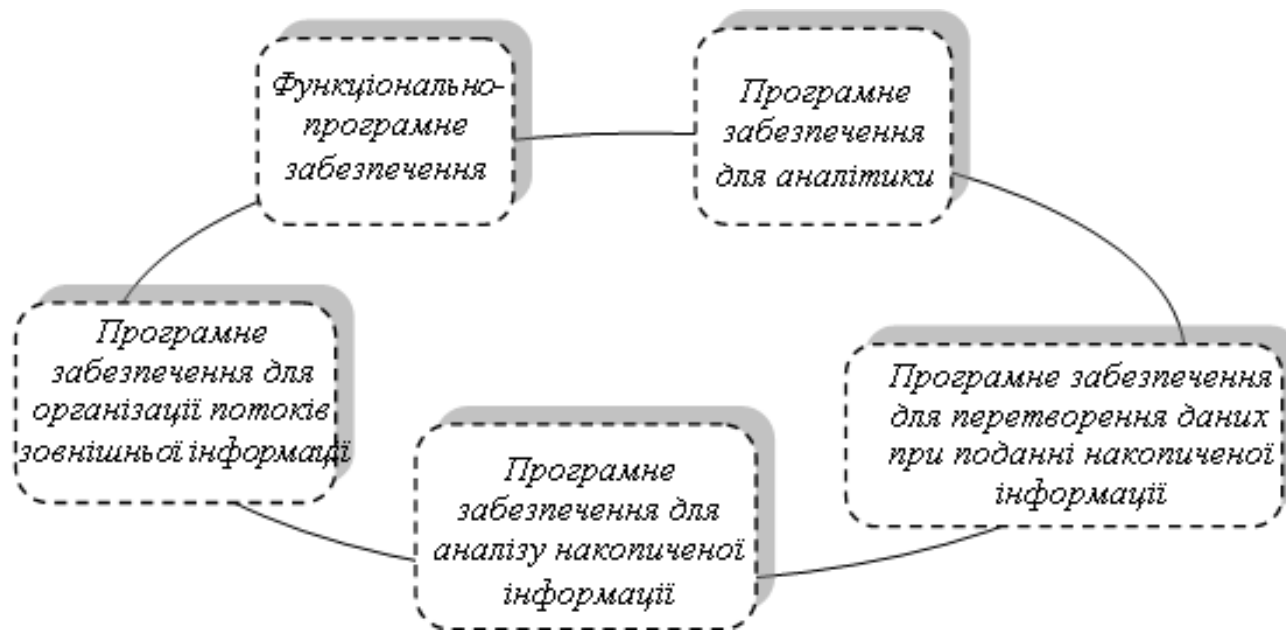 Функціонально-
програмне
забезпечення
Програмне
забезпечення
для аналітики
Програмне
забезпечення для
організації потоків
зовнішньої інформації
Програмне забезпечення
для перетворення даних
при поданні накопиченої
інформації
Програмне
забезпечення для
аналізу накопиченої
інформації